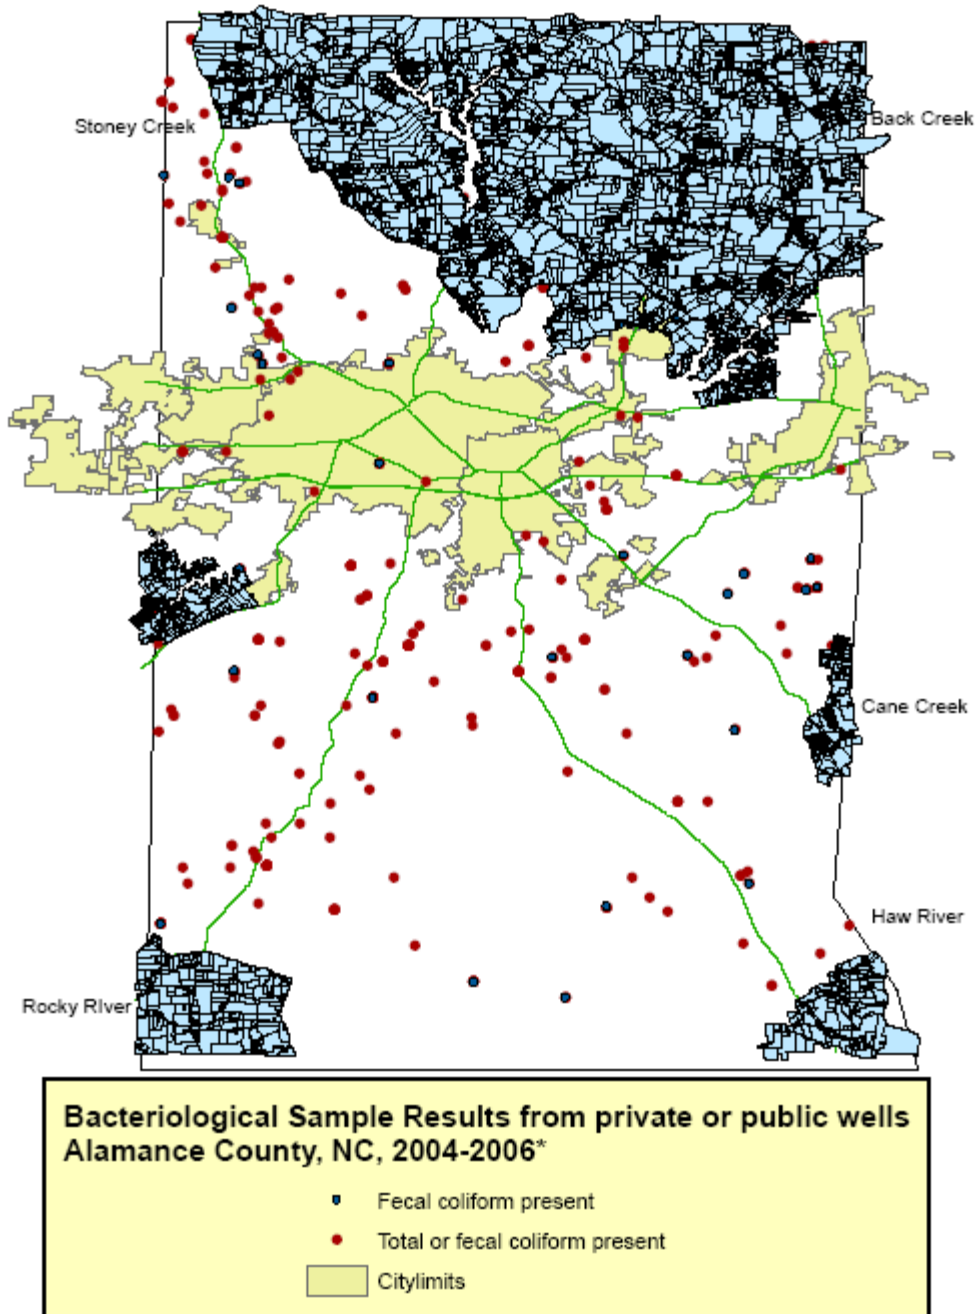 Stoney Creek
Back Creek
Cane Creek
Haw River
Rocky RIver
Bacteriological Sample Results from private or public wells
Alamance County, NC, 2004-2006*
Fecal coliform present
Total or fecal coliform present
Citylimits